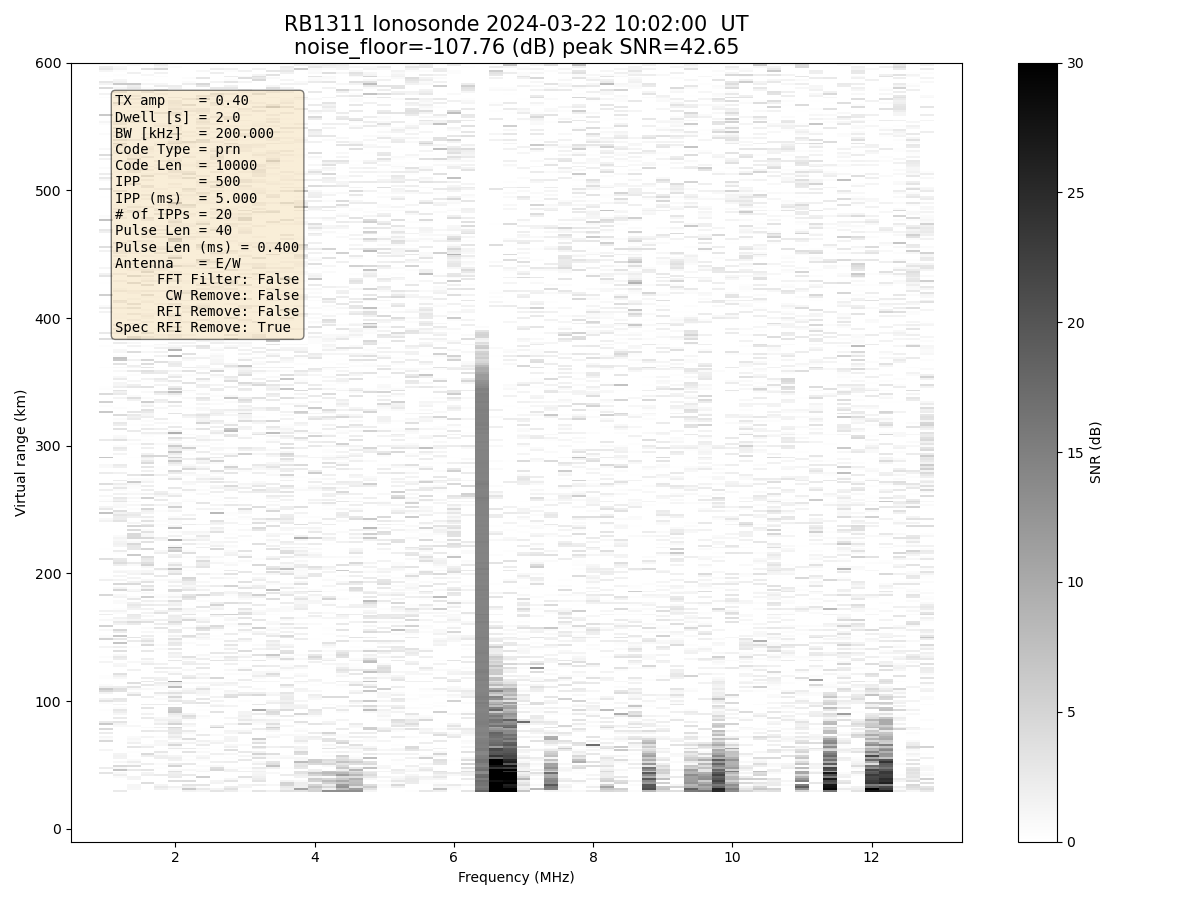 RB1311 Ionosonde 2024-03-22 10:02:00  UT
noise_floor=-107.76 (dB) peak SNR=42.65
TX amp    = 0.40
Dwell [s] = 2.0
BW [kHz]  = 200.000
Code Type = prn
Code Len  = 10000
IPP       = 500
IPP (ms)  = 5.000
# of IPPs = 20
Pulse Len = 40
Pulse Len (ms) = 0.400
Antenna   = E/W
FFT Filter: False
CW Remove: False
RFI Remove: False
Spec RFI Remove: True
600
500
400
300
200
100
0
Virtual range (km)
2 4 6 8 10 12
Frequency (MHz)
30
25
20
15
10
5
0
SNR (dB)